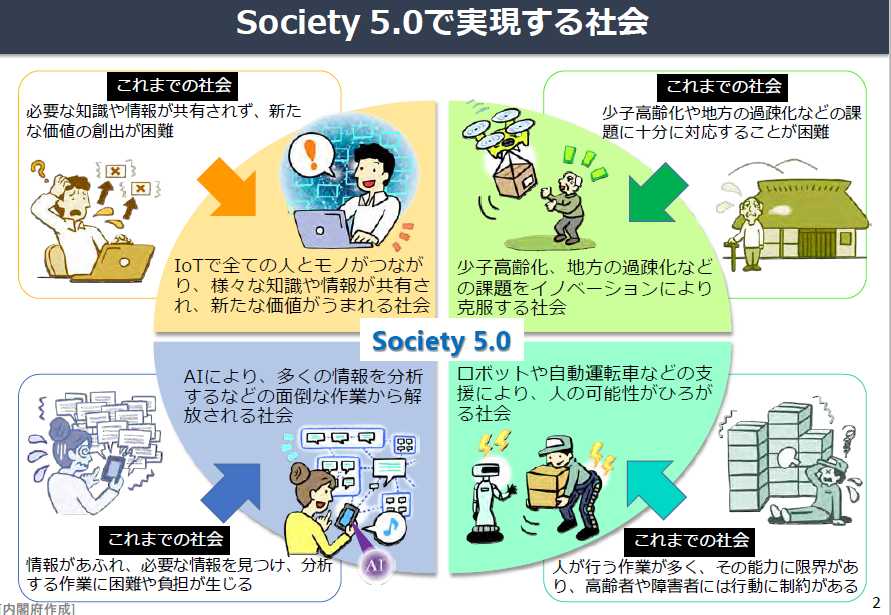 Society 5.0で実現する社会
これまでの社会
必要な知識や情報が共有されず、新た
な価値の創出が困難
これまでの社会
少子高齢化や地方の過疎化などの課
題に十分に対応することが困難
IoTで全ての人とモノがつなが
り、様々な知識や情報が共有さ
れ、新たな価値がうまれる社会
少子高齢化、地方の過疎化など
の課題をイノベーションにより
克服する社会
Society 5.0
AIにより、多くの情報を分析
するなどの面倒な作業から解
放される社会
ロボットや自動運転車などの支
援により、人の可能性がひろが
る社会
AI
これまでの社会
情報があふれ、必要な情報を見つけ、分析
する作業に困難や負担が生じる
これまでの社会
人が行う作業が多く、その能力に限界があ
り、高齢者や障害者には行動に制約がある
[内閣府作成]
2